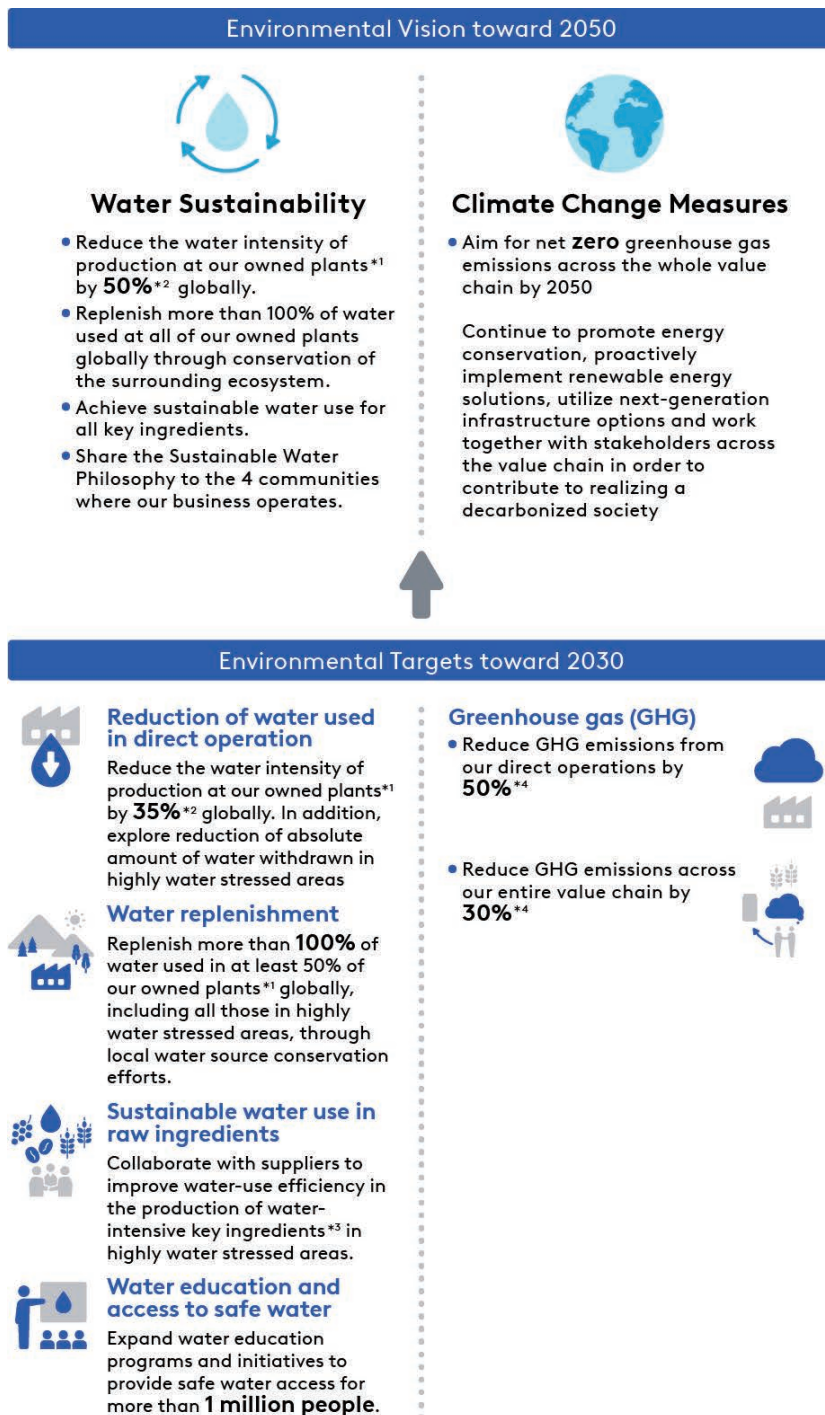 Environmental Vision toward 2050
Water Sustainability
• Reduce the water intensity of
production at our owned plants*1
by 50%*2 globally.
• Replenish more than 100% of water
used at all of our owned plants
globally through conservation of
the surrounding ecosystem.
• Achieve sustainable water use for
all key ingredients.
• Share the Sustainable Water
Philosophy to the 4 communities
where our business operates.
Climate Change Measures
• Aim for net zero greenhouse gas
emissions across the whole value
chain by 2050
Continue to promote energy
conservation, proactively
implement renewable energy
solutions, utilize next-generation
infrastructure options and work
together with stakeholders across
the value chain in order to
contribute to realizing a
decarbonized society
Environmental Targets toward 2030
Reduction of water used
in direct operation
Reduce the water intensity of
production at our owned plants*1
by 35%*2 globally. In addition,
explore reduction of absolute
amount of water withdrawn in
highly water stressed areas
Water replenishment
Replenish more than 100% of
water used in at least 50% of
our owned plants*1 globally,
including all those in highly
water stressed areas, through
local water source conservation
efforts.
Sustainable water use in
raw ingredients
Collaborate with suppliers to
improve water-use efficiency in
the production of water-
intensive key ingredients*3 in
highly water stressed areas.
Water education and
access to safe water
Expand water education
programs and initiatives to
provide safe water access for
more than 1 million people.
Greenhouse gas (GHG)
• Reduce GHG emissions from
our direct operations by
50%*4
• Reduce GHG emissions across
our entire value chain by
30%*4